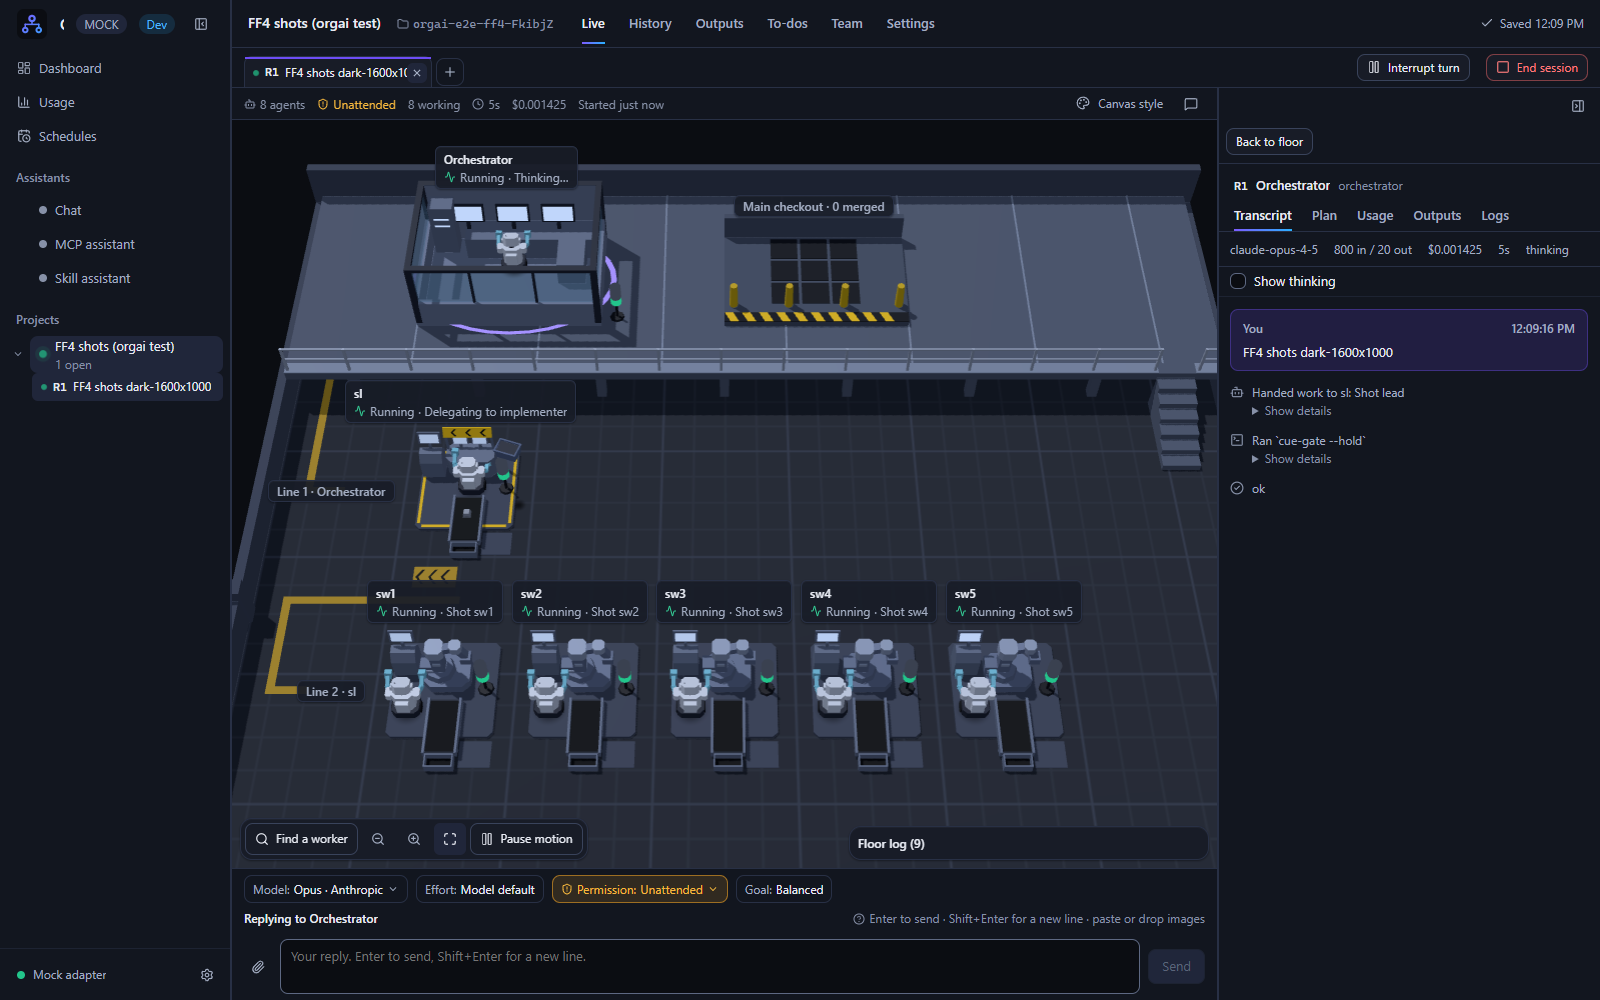 MOCK
Dev
Dashboard
Usage
Schedules
Assistants
Chat
MCP assistant
Skill assistant
Projects
FF4 shots (orgai test)
1 open
R1 FF4 shots dark-1600x1000
Mock adapter
FF4 shots (orgai test)
orgai-e2e-ff4-FkibjZ
Live
History
Outputs
To-dos
Team
Settings
Saved 12:09 PM
R1 FF4 shots dark-1600x1(
Interrupt turn
End session
8 agents
Unattended
8 working
5s
$0.001425
Started just now
Canvas style
Orchestrator
Running · Thinking...
Main checkout · 0 merged
sl
Running · Delegating to implementer
Line 1 · Orchestrator
sw1
Running · Shot sw1
sw2
Running · Shot sw2
sw3
Running · Shot sw3
sw4
Running · Shot sw4
sw5
Running · Shot sw5
Line 2 · sl
Find a worker
Pause motion
Floor log (9)
Model: Opus · Anthropic
Effort: Model default
Permission: Unattended
Goal: Balanced
Replying to Orchestrator
Enter to send · Shift+Enter for a new line · paste or drop images
Your reply. Enter to send, Shift+Enter for a new line.
Send
Back to floor
R1 Orchestrator orchestrator
Transcript
Plan
Usage
Outputs
Logs
claude-opus-4-5
800 in / 20 out
$0.001425
5s
thinking
Show thinking
You
12:09:16 PM
FF4 shots dark-1600x1000
Handed work to sl: Shot lead
Show details
Ran `cue-gate --hold`
Show details
ok